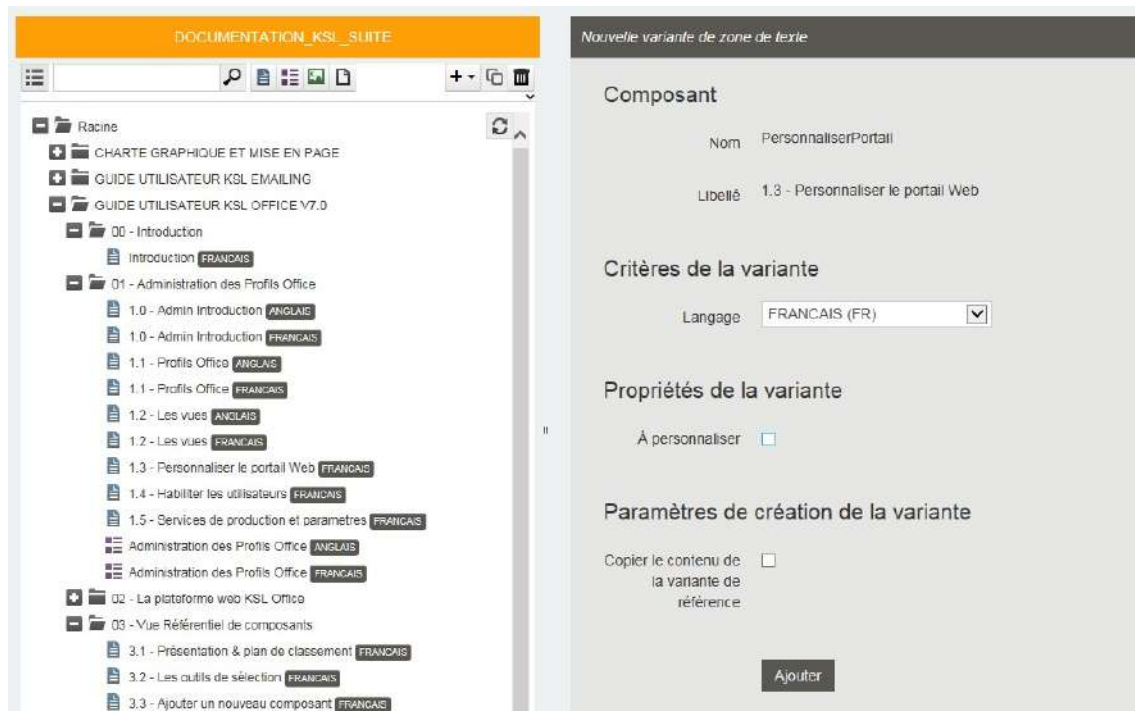 DOCUMENTATION_KSL_SUITE
Racine
CHARTE GRAPHIQUE ET MISE EN PAGE
GUIDE UTILISATEUR KSL EMAILING
GUIDE UTILISATEUR KSL OFFICE V7.0
00 - Introduction
Introduction FRANCAIS
01 - Administration des Profils Office
1.0 - Admin Introduction ANGLAIS
1.0 - Admin Introduction FRANCAIS
1.1 - Profils Office ANGLAIS
1.1 - Profils Office FRANCAIS
1.2 - Les vues ANGLAIS
1.2 - Les vues FRANCAIS
1.3 - Personnaliser le portail Web FRANCAIS
1.4 - Habiliter les utilisateurs FRANCAIS
1.5 - Services de production et parametres FRANCAIS
Administration des Profils Office ANGLAIS
Administration des Profils Office FRANCAIS
02 - La plateforme web KSL Office
03 - Vue Référentiel de composants
3.1 - Présentation & plan de classement FRANCAIS
3.2 - Les outils de sélection FRANCAIS
3.3 - Ajouter un nouveau composant FRANCAIS
Nouvelle variante de zone de texte
Composant
Nom PersonnaliserPortail
Libellé 1.3 - Personnaliser le portail Web
Critères de la variante
Langage FRANCAIS (FR)
Propriétés de la variante
À personnaliser
Paramètres de création de la variante
Copier le contenu de
la variante de
référence
Ajouter